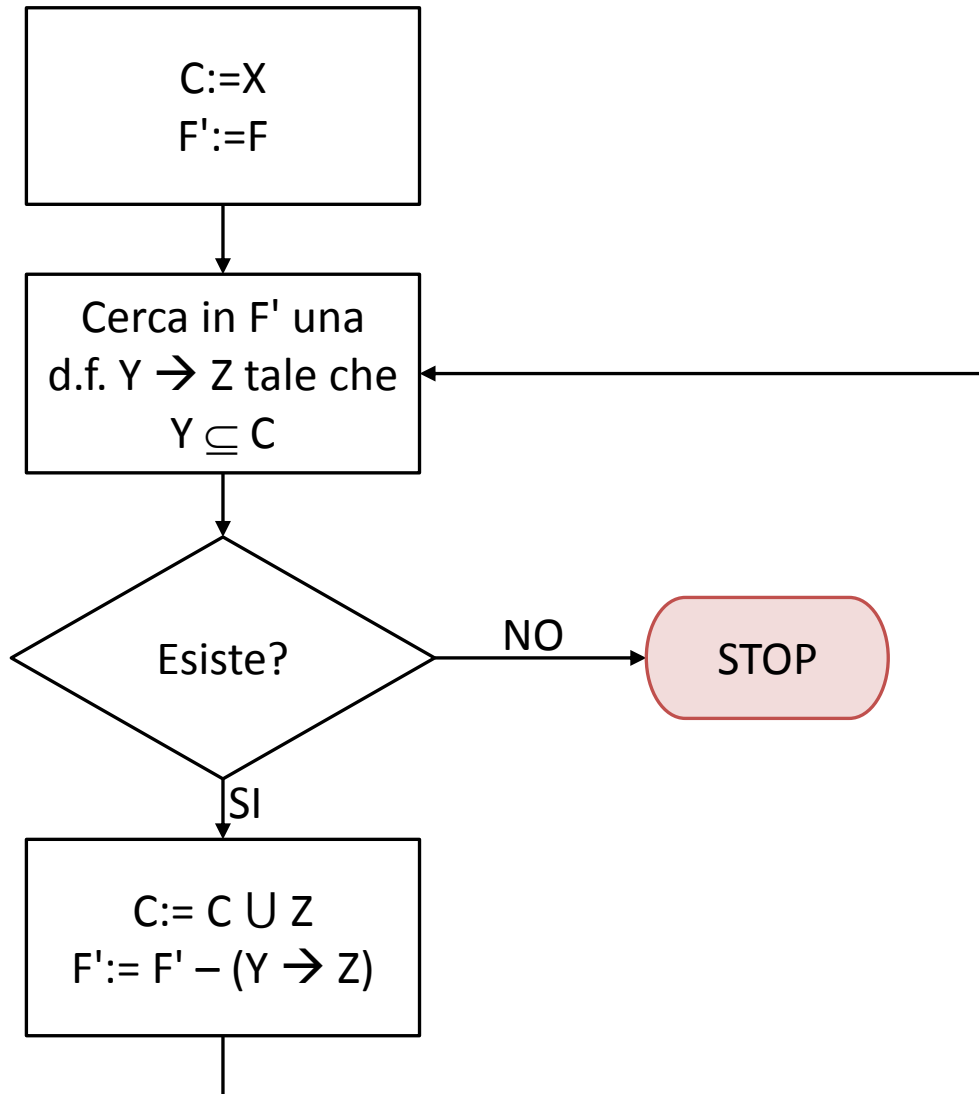 C:=X
F':=F
Cerca in F' una
d.f. Y → Z tale che
Y ⊆ C
Esiste?
NO
STOP
SI
C:= C U Z
F':= F' – (Y → Z)